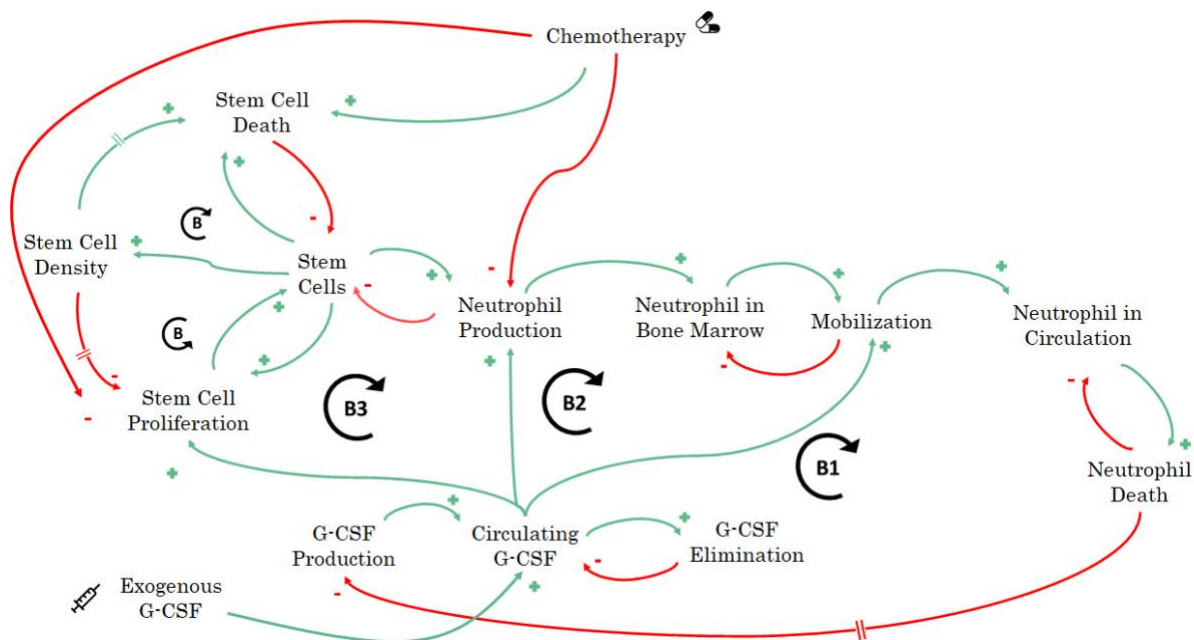 Chemotherapy
Stem Cell
Death
Stem Cell
Density
B
Stem
Cells
Neutrophil
Production
Neutrophil in
Bone Marrow
Mobilization
Neutrophil in
Circulation
B
Stem Cell
Proliferation
B3
B2
B1
Neutrophil
Death
G-CSF
Production
Circulating
G-CSF
G-CSF
Elimination
Exogenous
G-CSF